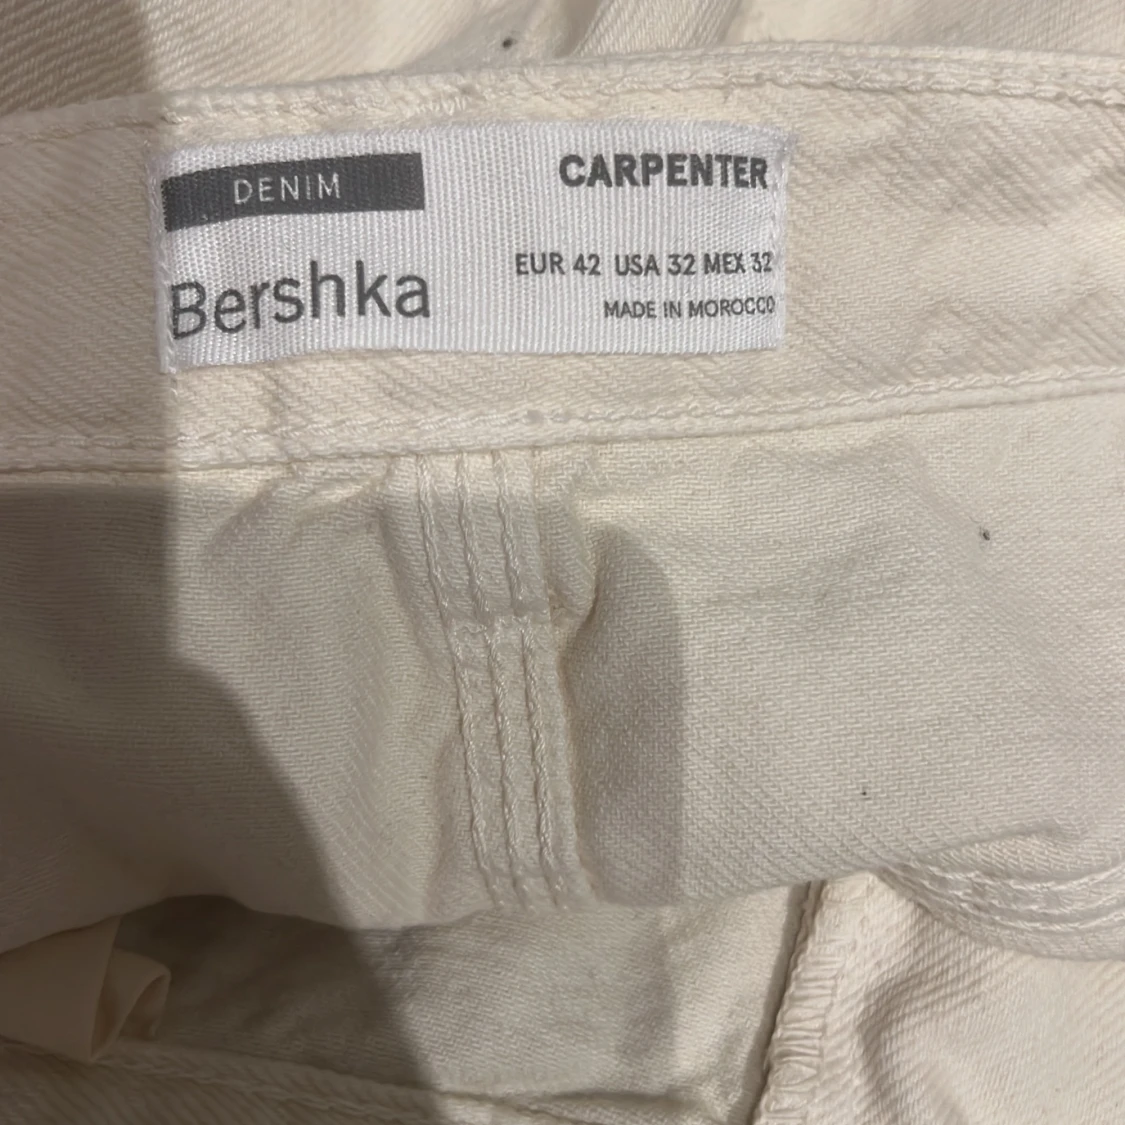 DENIM
Bershka
CARPENTER
EUR 42 USA 32 MEX 32
MADE IN MOROCCO